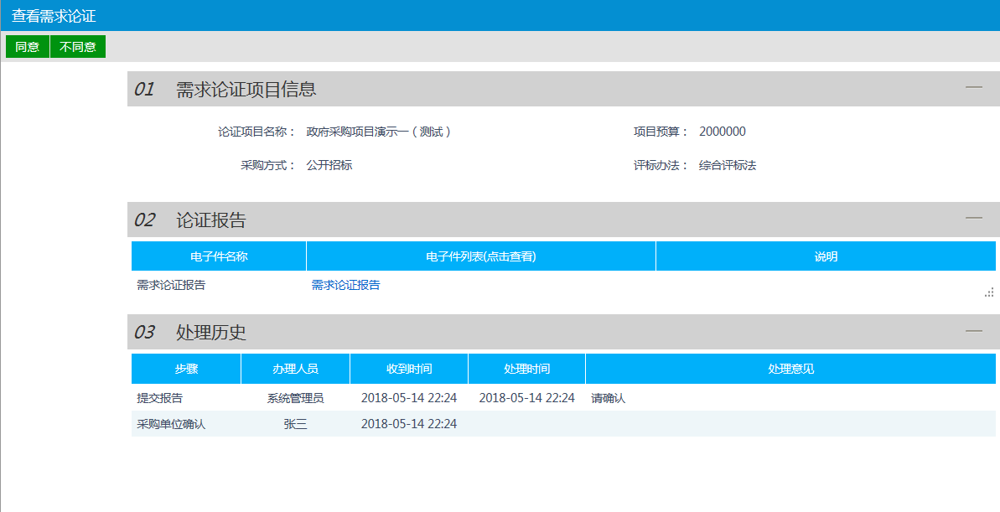 查看需求论证
同意 不同意
01 需求论证项目信息
论证项目名称： 政府采购项目演示一（测试） 项目预算： 2000000
采购方式： 公开招标 评标办法： 综合评标法
02 论证报告
电子件名称 电子件列表(点击查看) 说明
需求论证报告 需求论证报告
03 处理历史
步骤 办理人员 收到时间 处理时间 处理意见
提交报告 系统管理员 2018-05-14 22:24 2018-05-14 22:24 请确认
采购单位确认 张三 2018-05-14 22:24